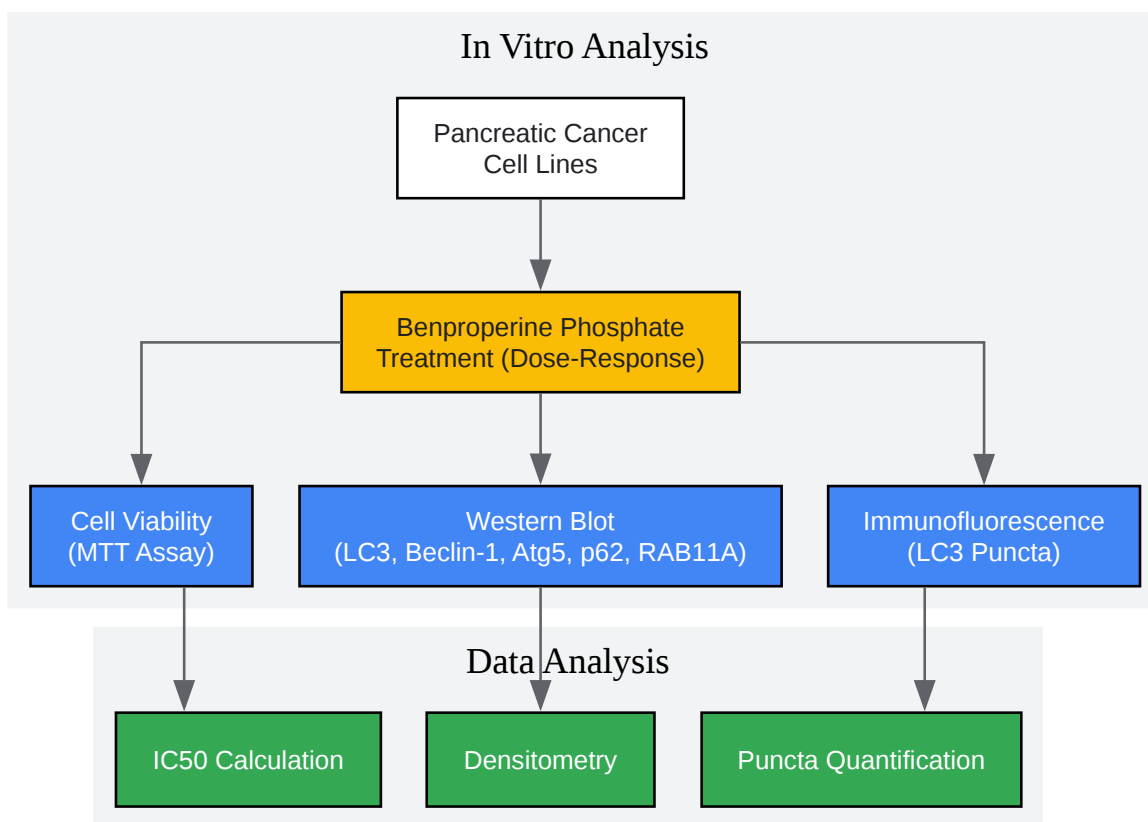 In Vitro Analysis
Pancreatic Cancer
Cell Lines
Benproperine Phosphate
Treatment (Dose-Response)
Cell Viability
(MTT Assay)
Western Blot
(LC3, Beclin-1, Atg5, p62, RAB11A)
Immunofluorescence
(LC3 Puncta)
Data Analysis
IC50 Calculation
Densitometry
Puncta Quantification